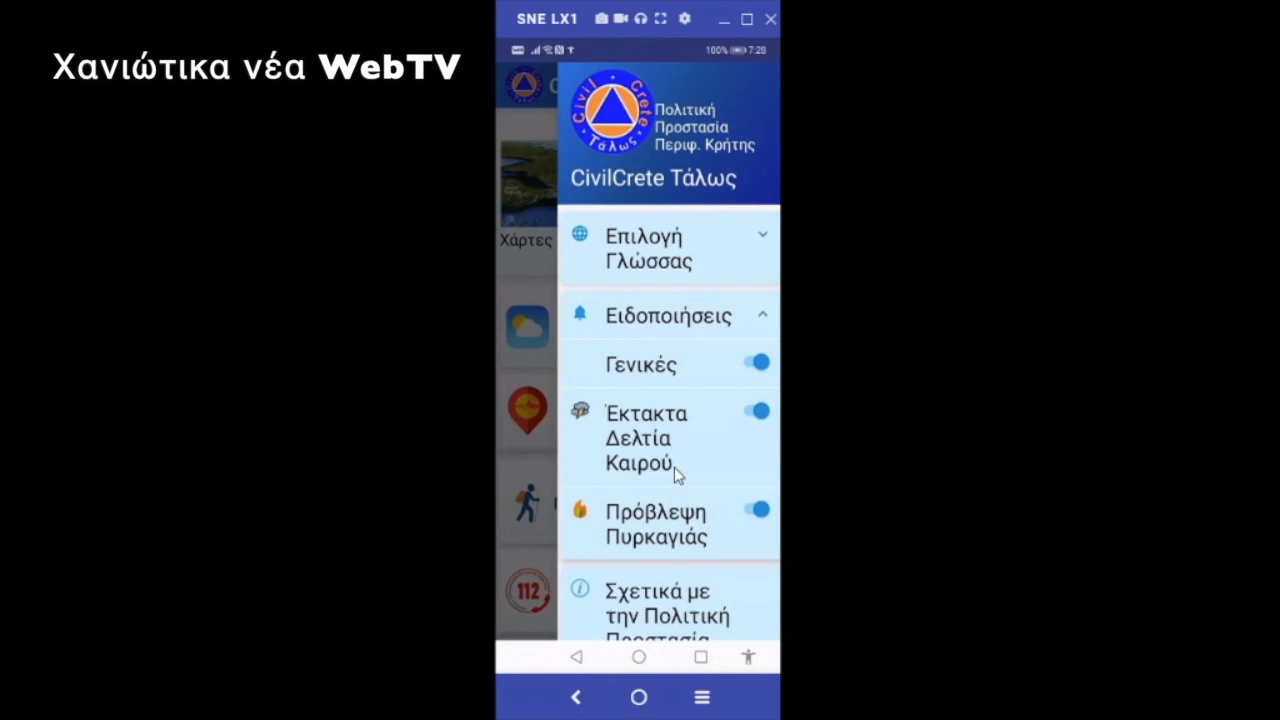 SNE LX1
Χανιώτικα νέα WebTV
100% 7:28
Civil Crete
Τάλως
Πολιτική
Προστασία
Περιφ. Κρήτης
CivilCrete Τάλως
Χάρτες
Επιλογή
Γλώσσας
Ειδοποιήσεις
Γενικές
Έκτακτα
Δελτία
Καιρού
Πρόβλεψη
Πυρκαγιάς
112
Σχετικά με
την Πολιτική
Προστασία